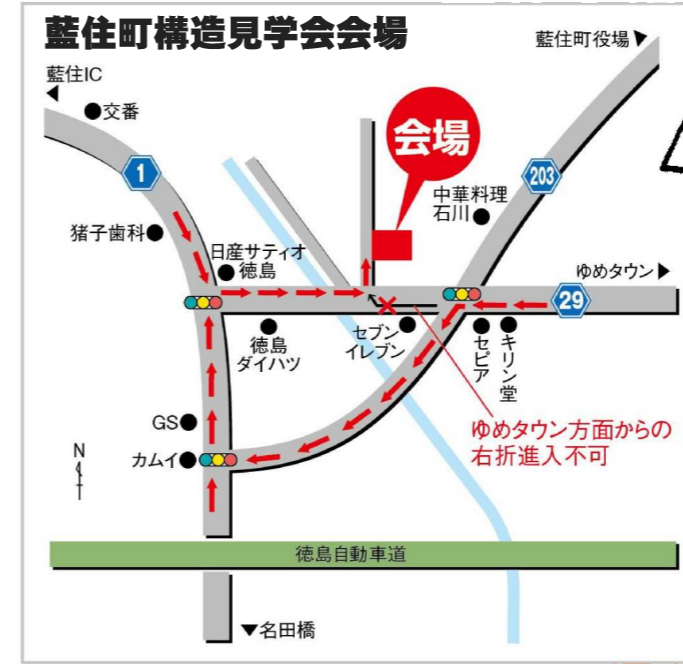 藍住町構造見学会会場
藍住町役場▶
藍住IC
◀
●交番
会場
1
203
中華料理
石川●
猪子歯科●
日産サティオ
●徳島
ゆめタウン▶
29
●
徳島
ダイハツ
セブン
イレブン
セピア
キリン堂
GS●
カムイ●
ゆめタウン方面からの
右折進入不可
N
徳島自動車道
▼名田橋